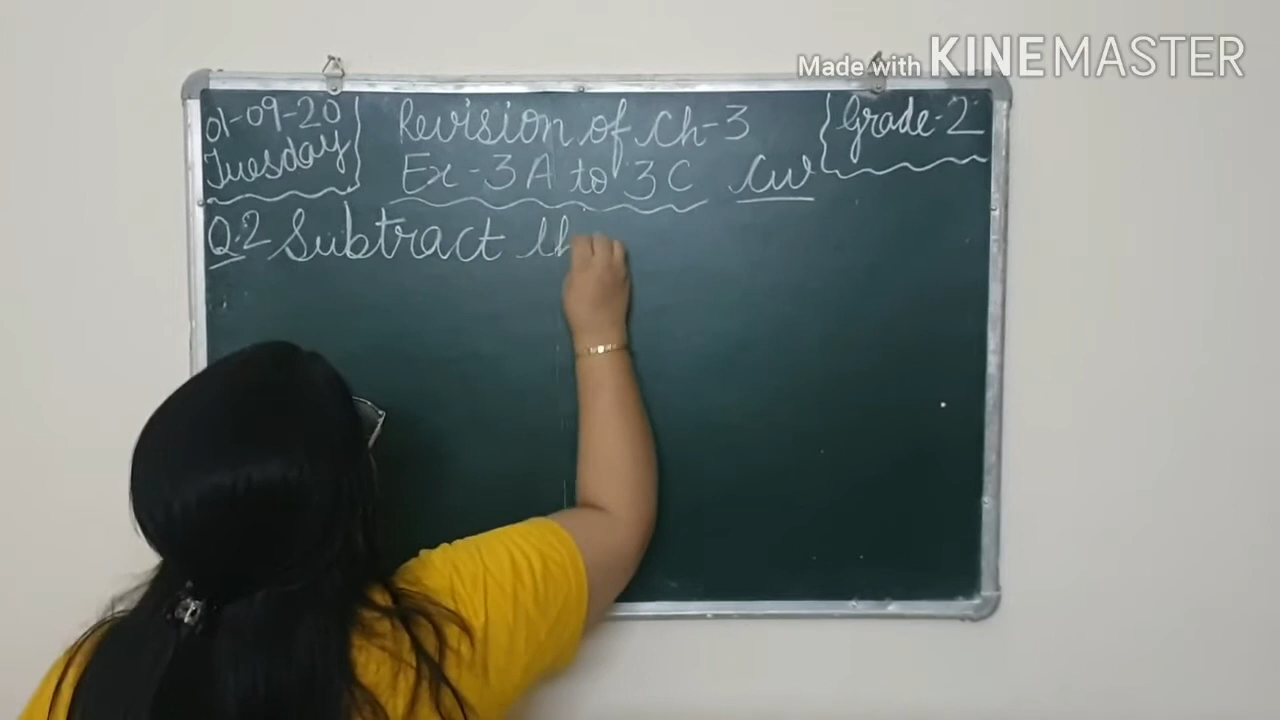 Made with KINEMASTER
01-09-20
Tuesday
Revision of Ch-3
Ex-3A to 3C CW
Grade-2
Q.2 Subtract th